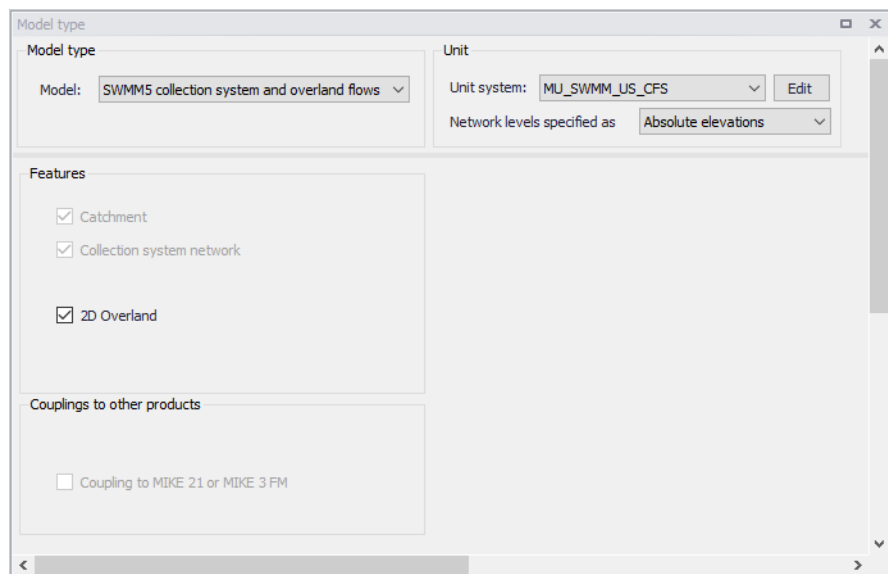 Model type
Model type
Model: SWMM5 collection system and overland flows
Unit
Unit system: MU_SWMM_US_CFS Edit
Network levels specified as Absolute elevations
Features
Catchment
Collection system network
2D Overland
Couplings to other products
Coupling to MIKE 21 or MIKE 3 FM